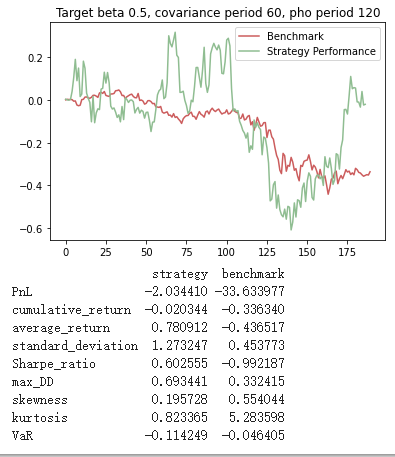 Target beta 0.5, covariance period 60, pho period 120
Benchmark
Strategy Performance
0.2
0.0
−0.2
−0.4
−0.6
0 25 50 75 100 125 150 175
strategy benchmark
PnL −2.034410 −33.633977
cumulative_return −0.020344 −0.336340
average_return 0.780912 −0.436517
standard_deviation 1.273247 0.453773
Sharpe_ratio 0.602555 −0.992187
max_DD 0.693441 0.332415
skewness 0.195728 0.554044
kurtosis 0.823365 5.283598
VaR −0.114249 −0.046405